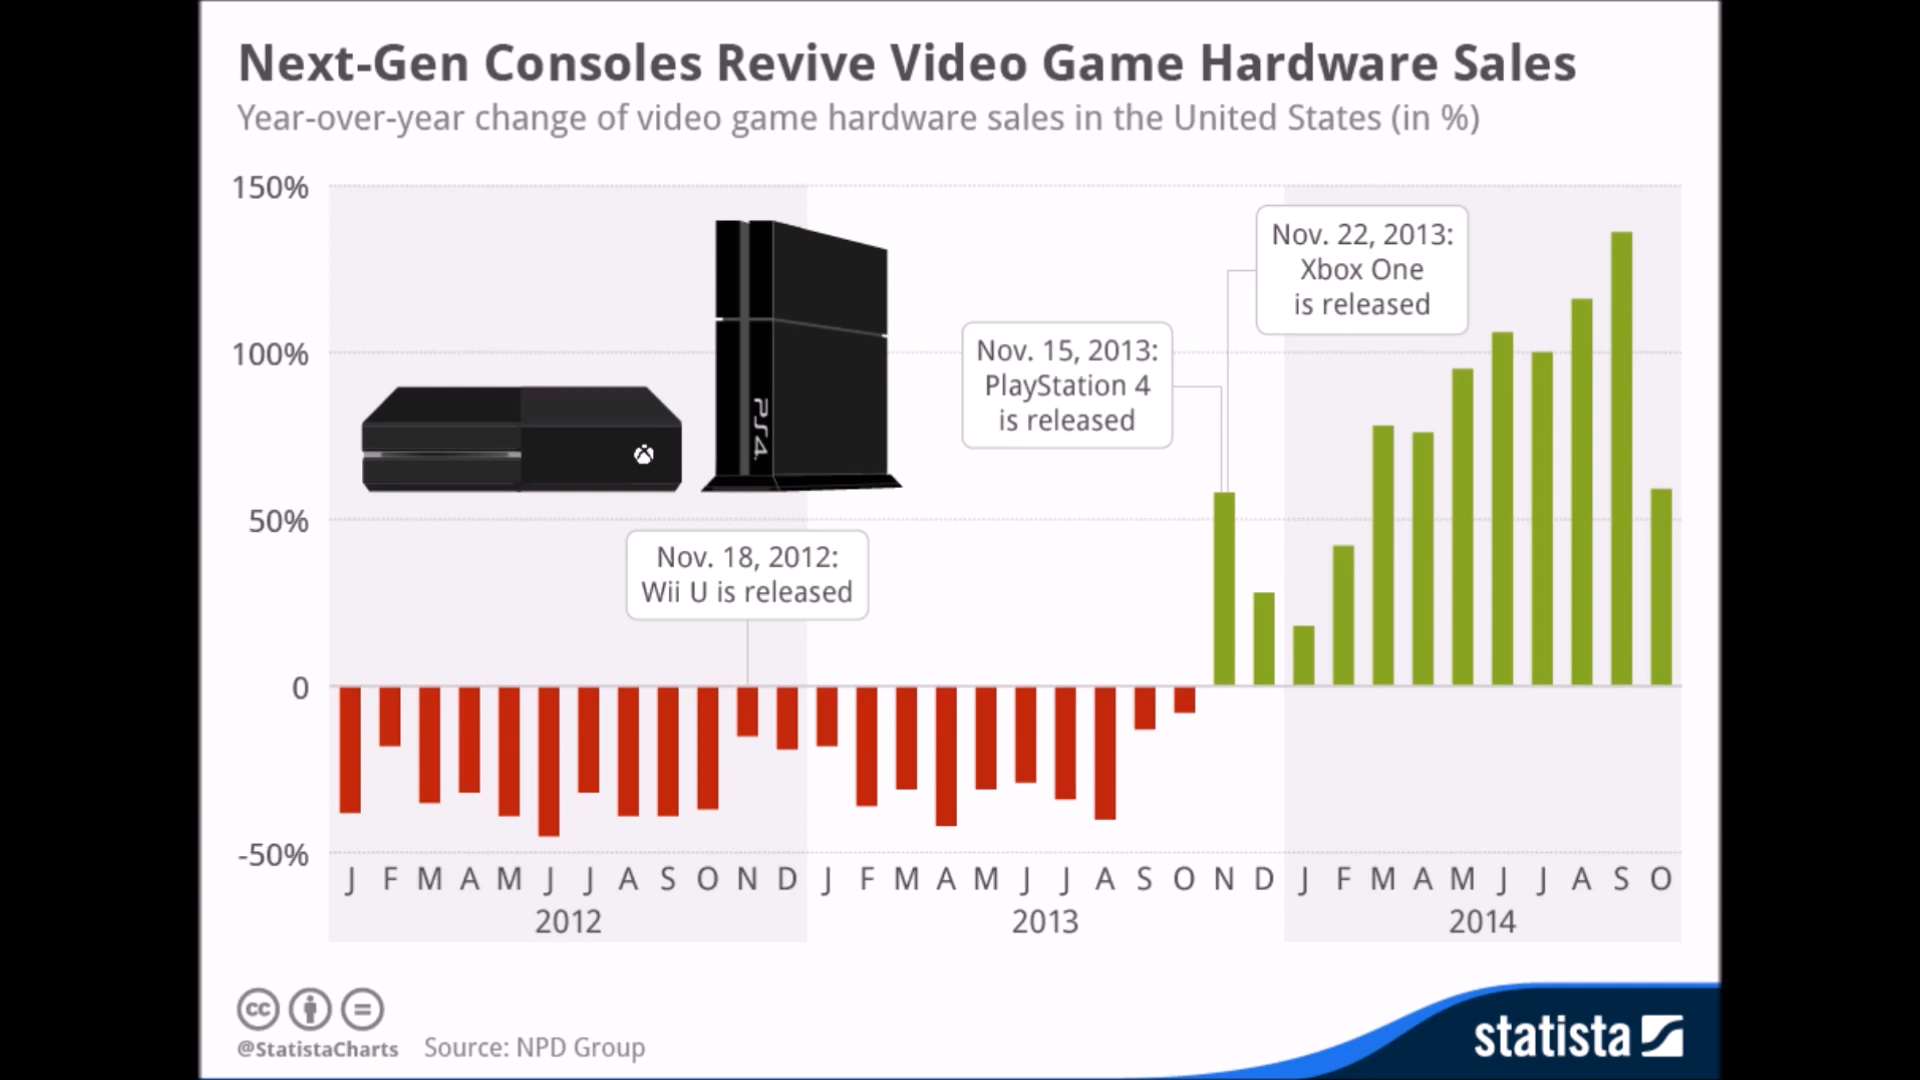 Next-Gen Consoles Revive Video Game Hardware Sales
Year-over-year change of video game hardware sales in the United States (in %)
150%
100%
50%
0
-50%
PS4
Nov. 18, 2012:
Wii U is released
Nov. 15, 2013:
PlayStation 4
is released
Nov. 22, 2013:
Xbox One
is released
J F M A M J J A S O N D J F M A M J J A S O N D J F M A M J J A S O
2012 2013 2014
cc
@StatistaCharts Source: NPD Group
statista